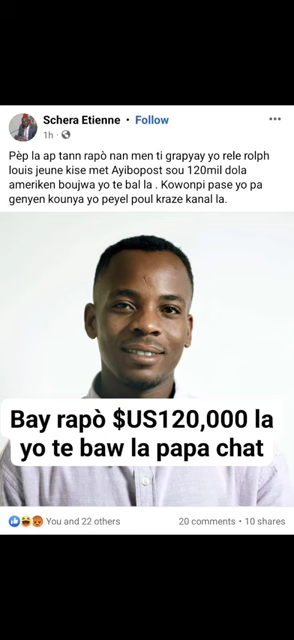 Schera Etienne • Follow
1h
Pèp la ap tann rapò nan men ti grapyay yo rele rolph
louis jeune kise met Ayibopost sou 120mil dola
ameriken boujwa yo te bal la . Kowonpi pase yo pa
genyen kounya yo peyel poul kraze kanal la.
Bay rapò $US120,000 la
yo te baw la papa chat
You and 22 others 20 comments • 10 shares